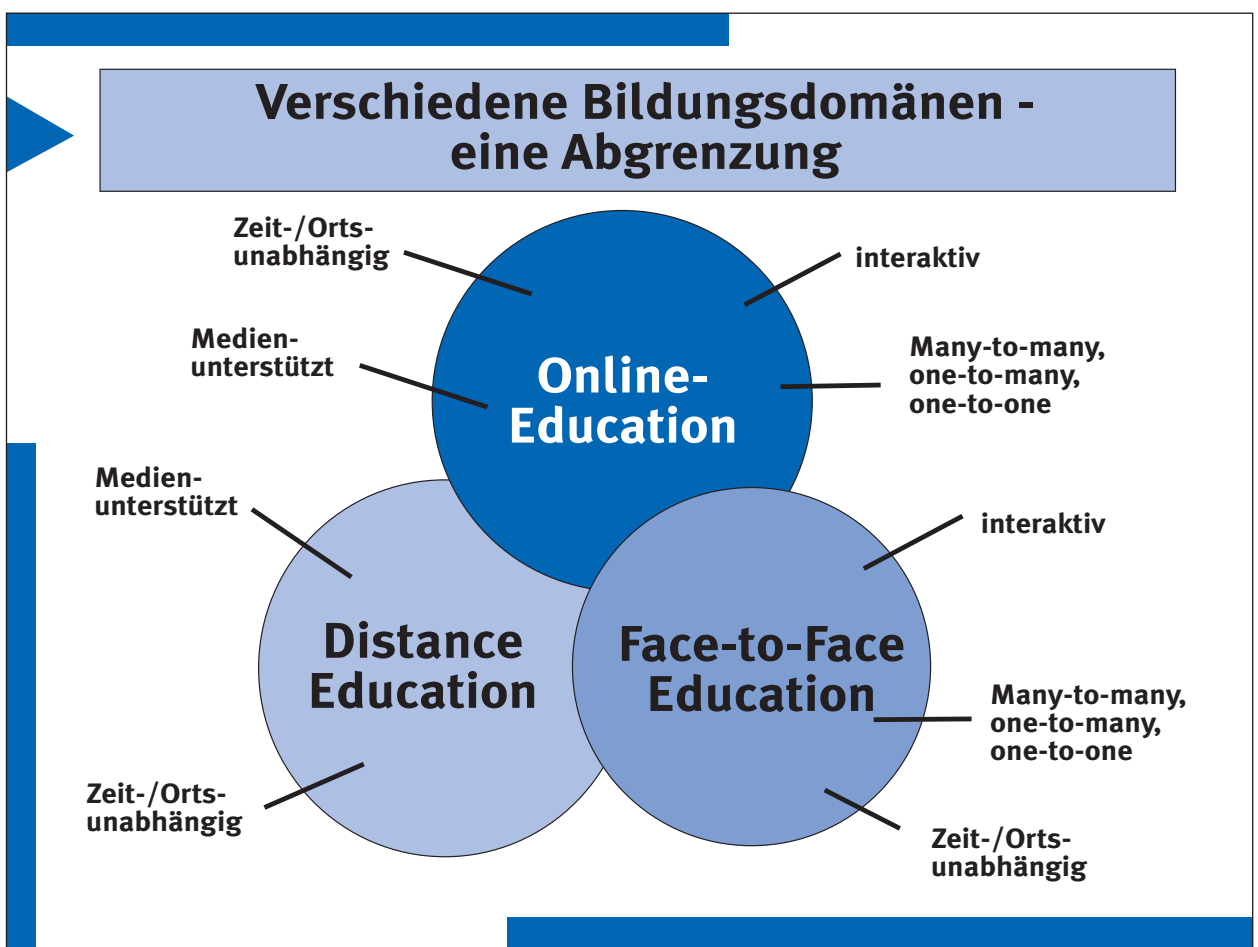 Verschiedene Bildungsdomänen -
eine Abgrenzung
Zeit-/Orts-
unabhängig
interaktiv
Medien-
unterstützt
Many-to-many,
one-to-many,
one-to-one
Online-
Education
Medien-
unterstützt
interaktiv
Distance
Education
Face-to-Face
Education
Many-to-many,
one-to-many,
one-to-one
Zeit-/Orts-
unabhängig
Zeit-/Orts-
unabhängig